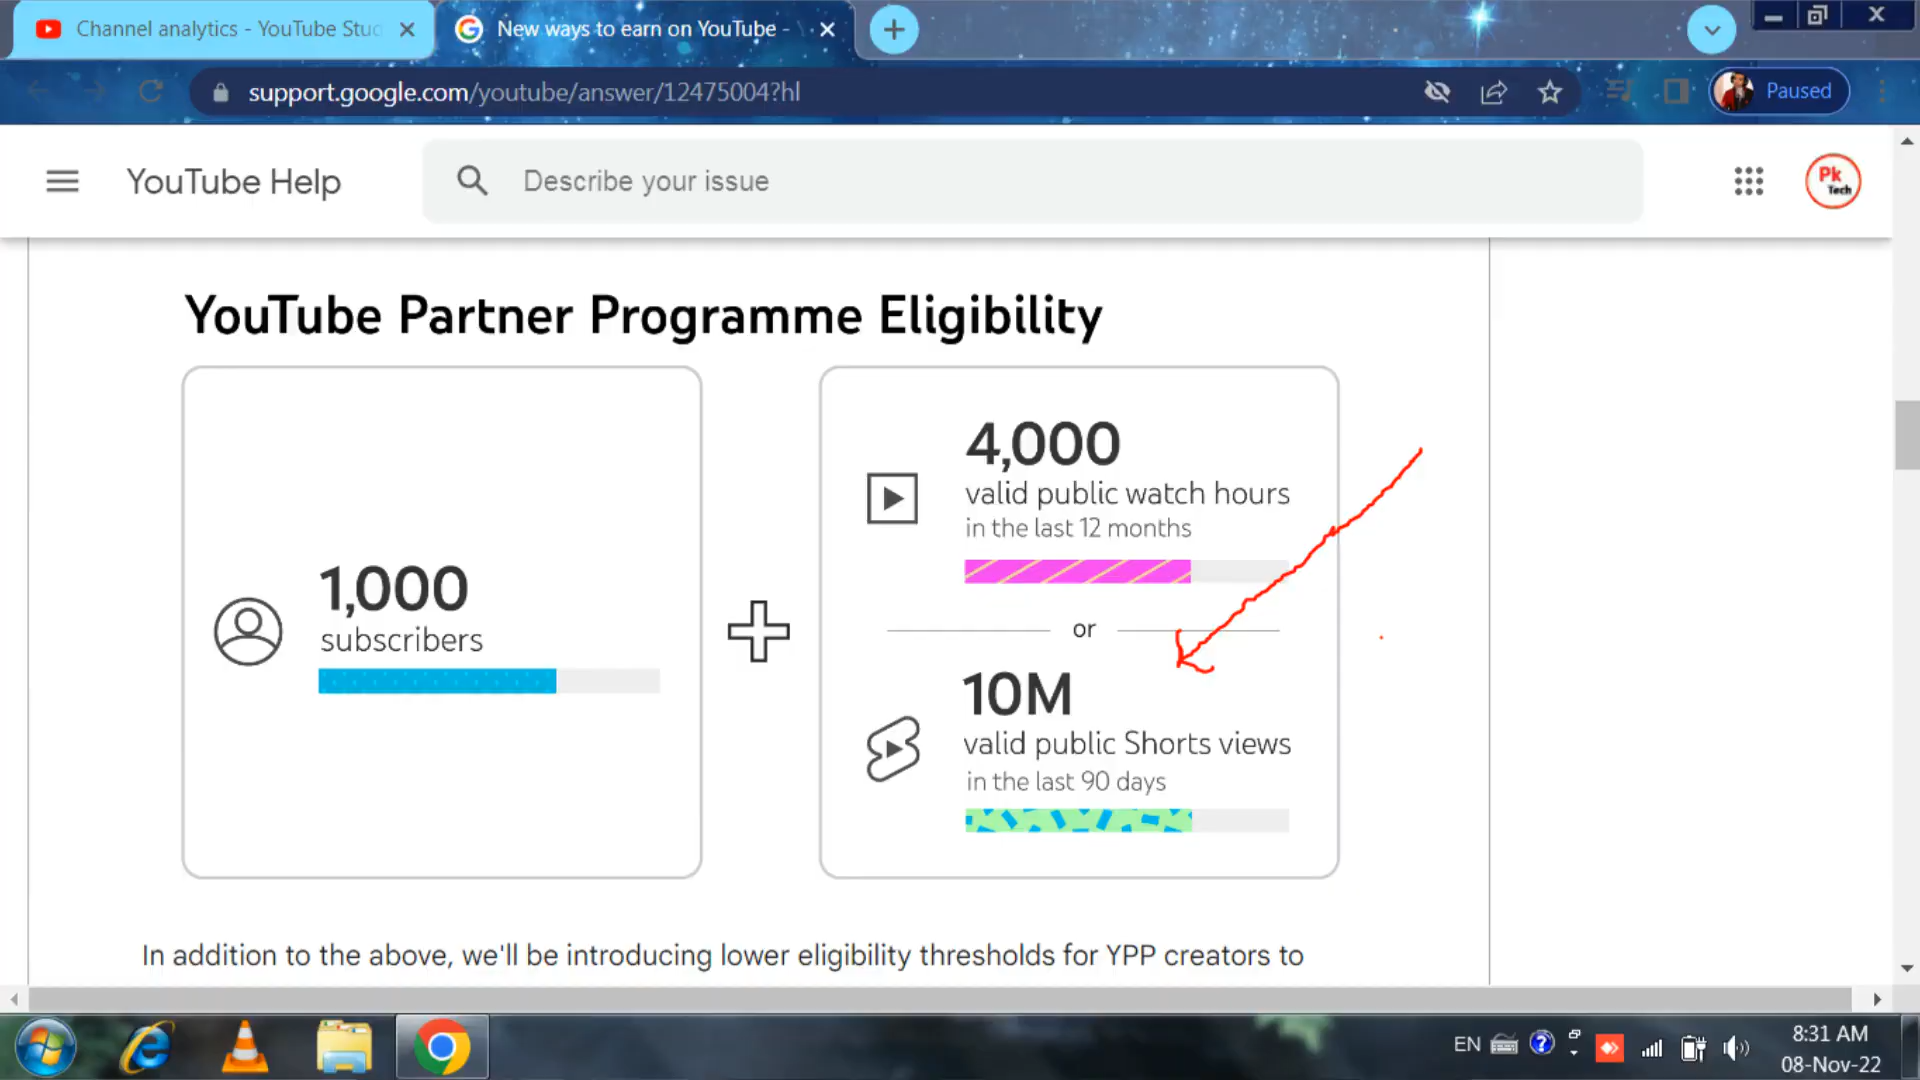 Channel analytics - YouTube Stu
New ways to earn on YouTube -
support.google.com/youtube/answer/12475004?hl
Paused
YouTube Help
Describe your issue
Pk
Tech
YouTube Partner Programme Eligibility
1,000
subscribers
4,000
valid public watch hours
in the last 12 months
or
10M
valid public Shorts views
in the last 90 days
In addition to the above, we'll be introducing lower eligibility thresholds for YPP creators to
EN
8:31 AM
08-Nov-22